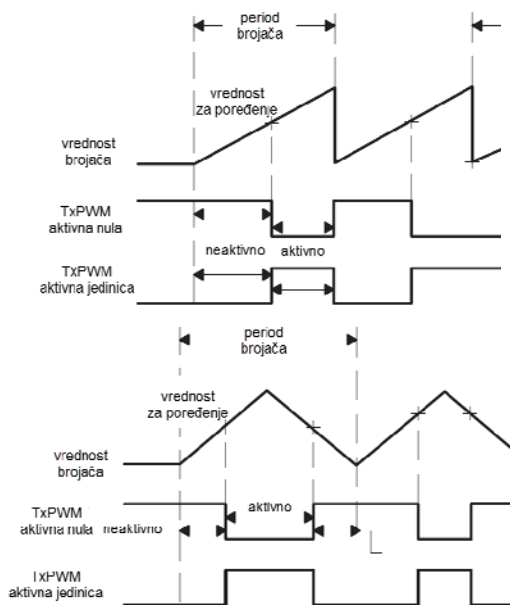 period
brojača
vrednost
za poređenje
vrednost
brojača
TxPWM
aktivna nula
neaktivno aktivno
TxPWM
aktivna jedinica
period
brojača
vrednost
za poređenje
vrednost
brojača
aktivno
TxPWM
aktivna nula neaktivno
TxPWM
aktivna jedinica